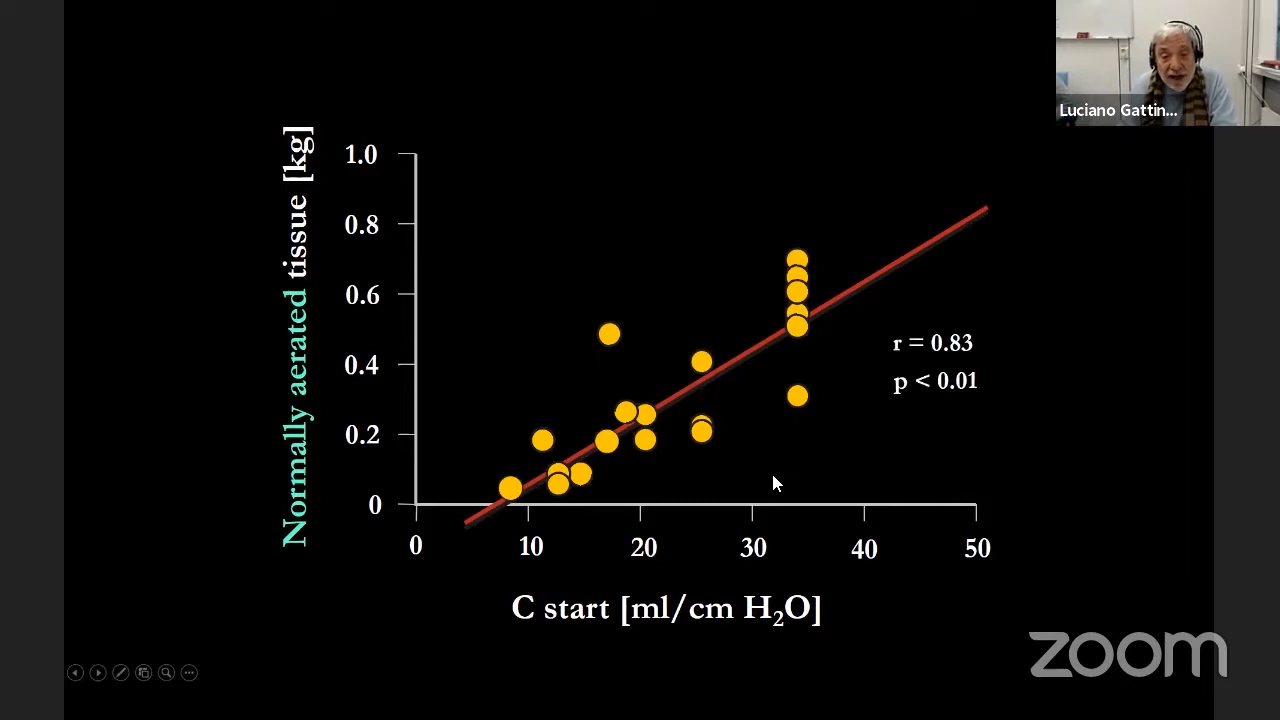 Luciano Gattin...
Normally aerated tissue [kg]
1.0
0.8
0.6
0.4
0.2
0
r = 0.83
p < 0.01
0 10 20 30 40 50
C start [ml/cm H₂O]
zoom